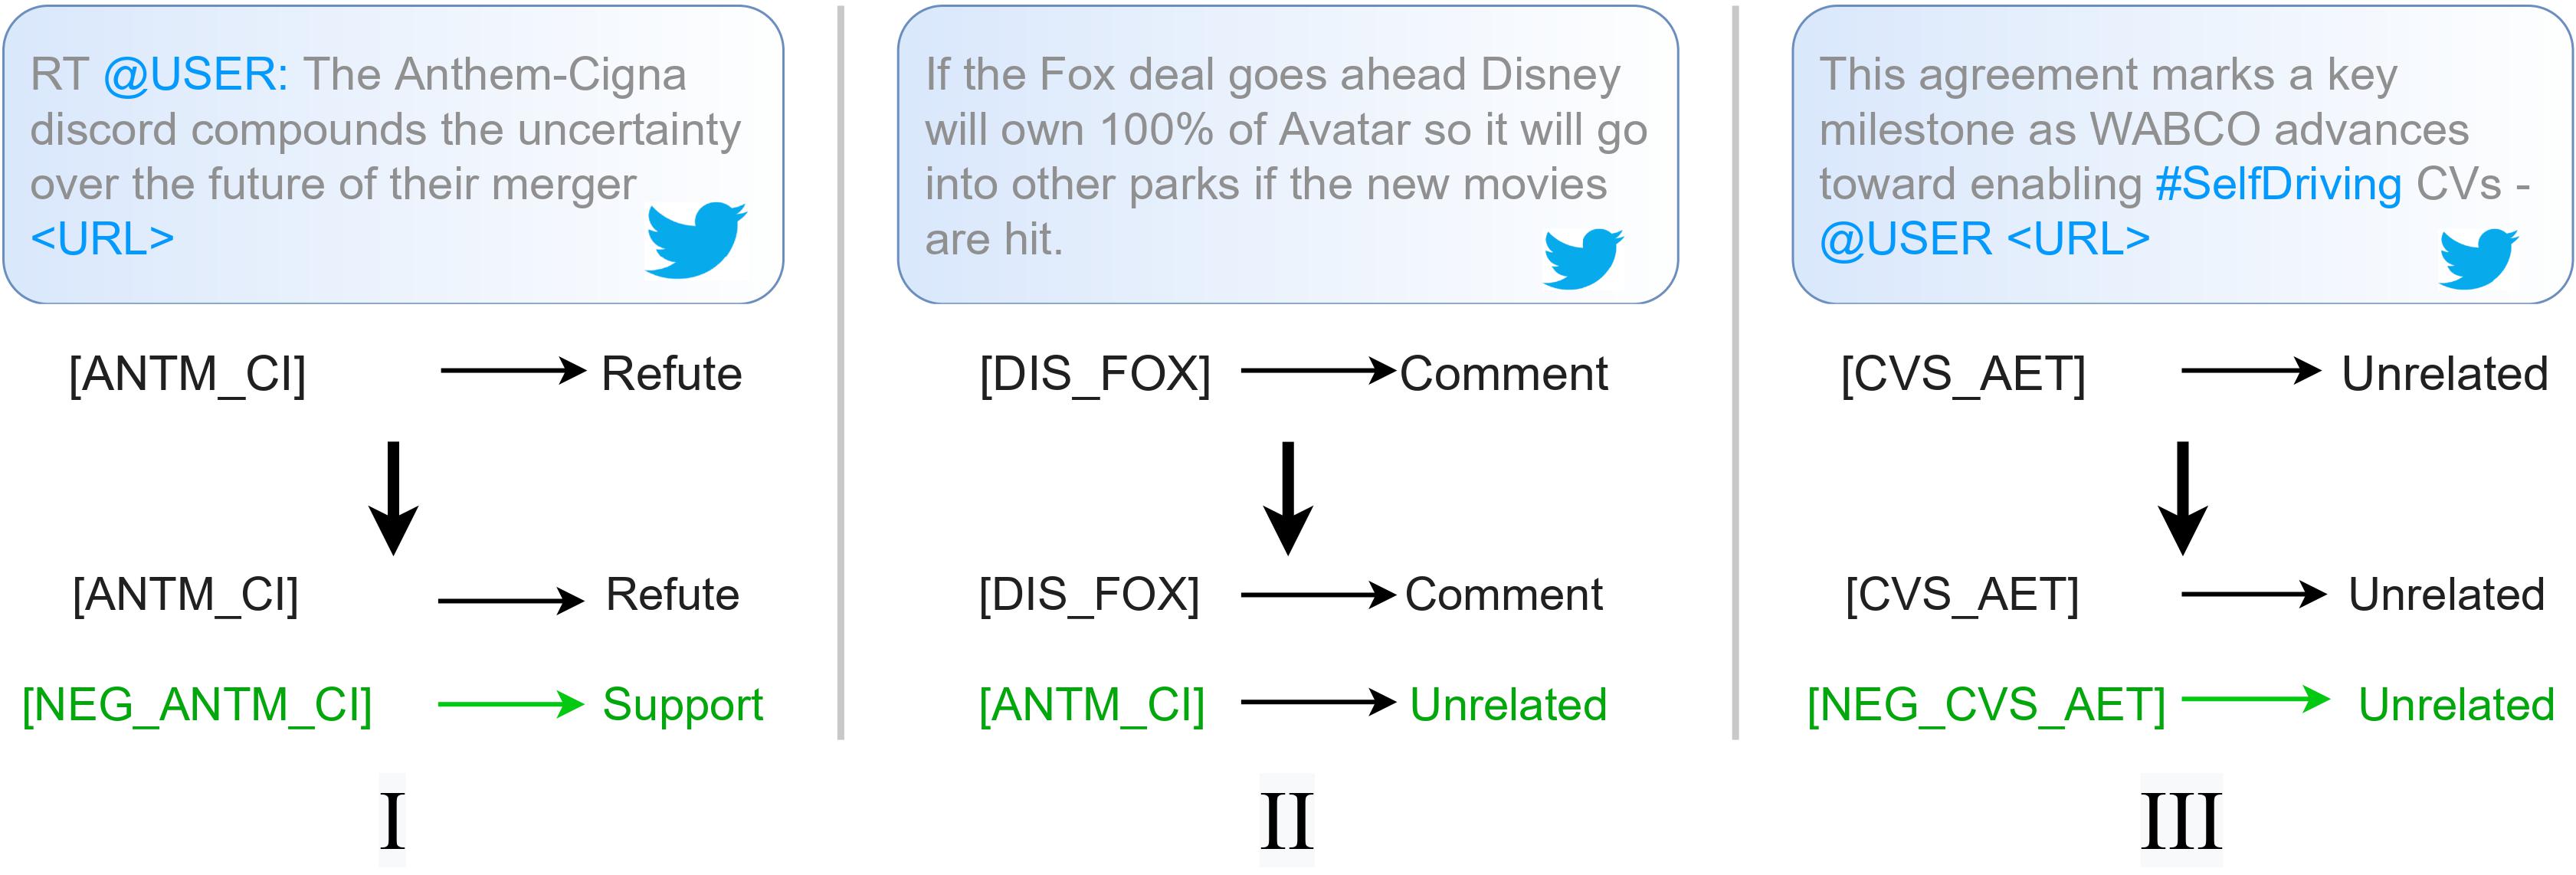 RT @USER: The Anthem-Cigna
discord compounds the uncertainty
over the future of their merger
<URL>
[ANTM_CI] Refute
[ANTM_CI] Refute
[NEG_ANTM_CI] Support
I
If the Fox deal goes ahead Disney
will own 100% of Avatar so it will go
into other parks if the new movies
are hit.
[DIS_FOX] Comment
[DIS_FOX] Comment
[ANTM_CI] Unrelated
II
This agreement marks a key
milestone as WABCO advances
toward enabling #SelfDriving CVs -
@USER <URL>
[CVS_AET] Unrelated
[CVS_AET] Unrelated
[NEG_CVS_AET] Unrelated
III